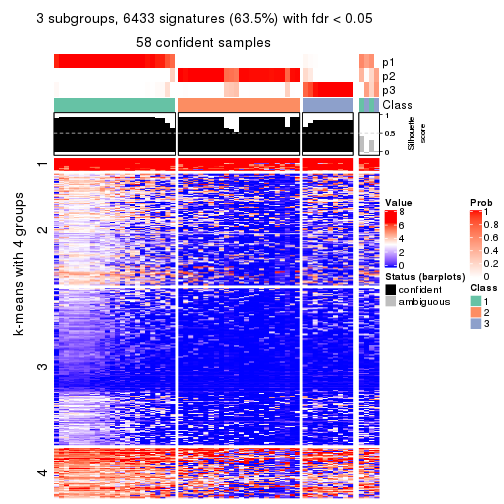 3 subgroups, 6433 signatures (63.5%) with fdr < 0.05
58 confident samples
p1
p2
p3
Class
1
0.5
0
Silhouette
score
k-means with 4 groups
1
2
3
4
Value
8
6
4
2
0
Status (barplots)
confident
ambiguous
Prob
1
0.8
0.6
0.4
0.2
0
Class
1
2
3